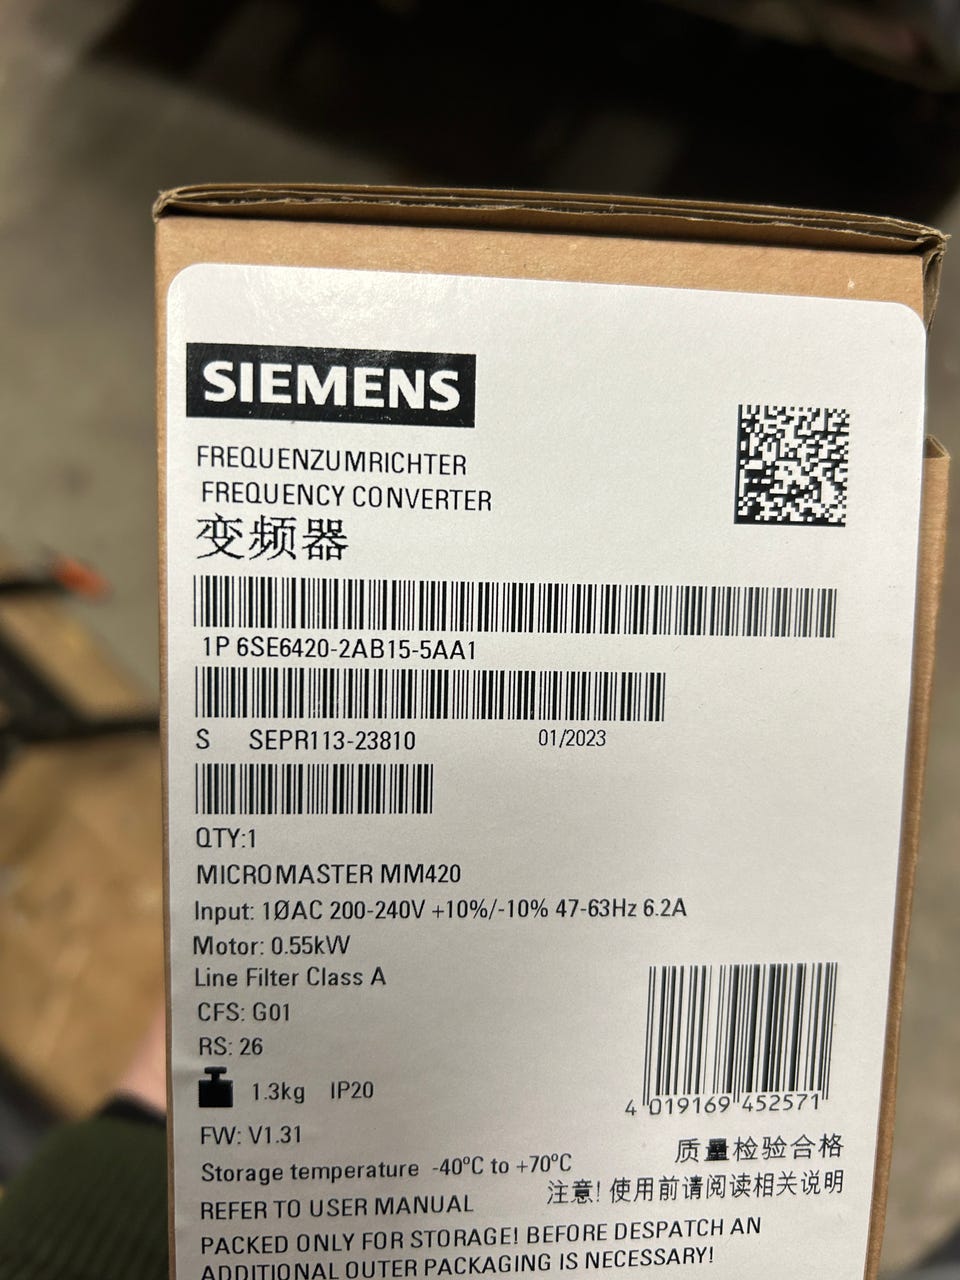 SIEMENS
FREQUENZUMRICHTER
FREQUENCY CONVERTER
变频器
1P 6SE6420-2AB15-5AA1
S SEPR113-23810 01/2023
QTY:1
MICROMASTER MM420
Input: 1ØAC 200-240V +10%/-10% 47-63Hz 6.2A
Motor: 0.55kW
Line Filter Class A
CFS: G01
RS: 26
1.3kg IP20
4 019169 452571
FW: V1.31
质量检验合格
Storage temperature -40ºC to +70ºC
注意! 使用前请阅读相关说明
REFER TO USER MANUAL
PACKED ONLY FOR STORAGE! BEFORE DESPATCH AN
ADDITIONAL OUTER PACKAGING IS NECESSARY!